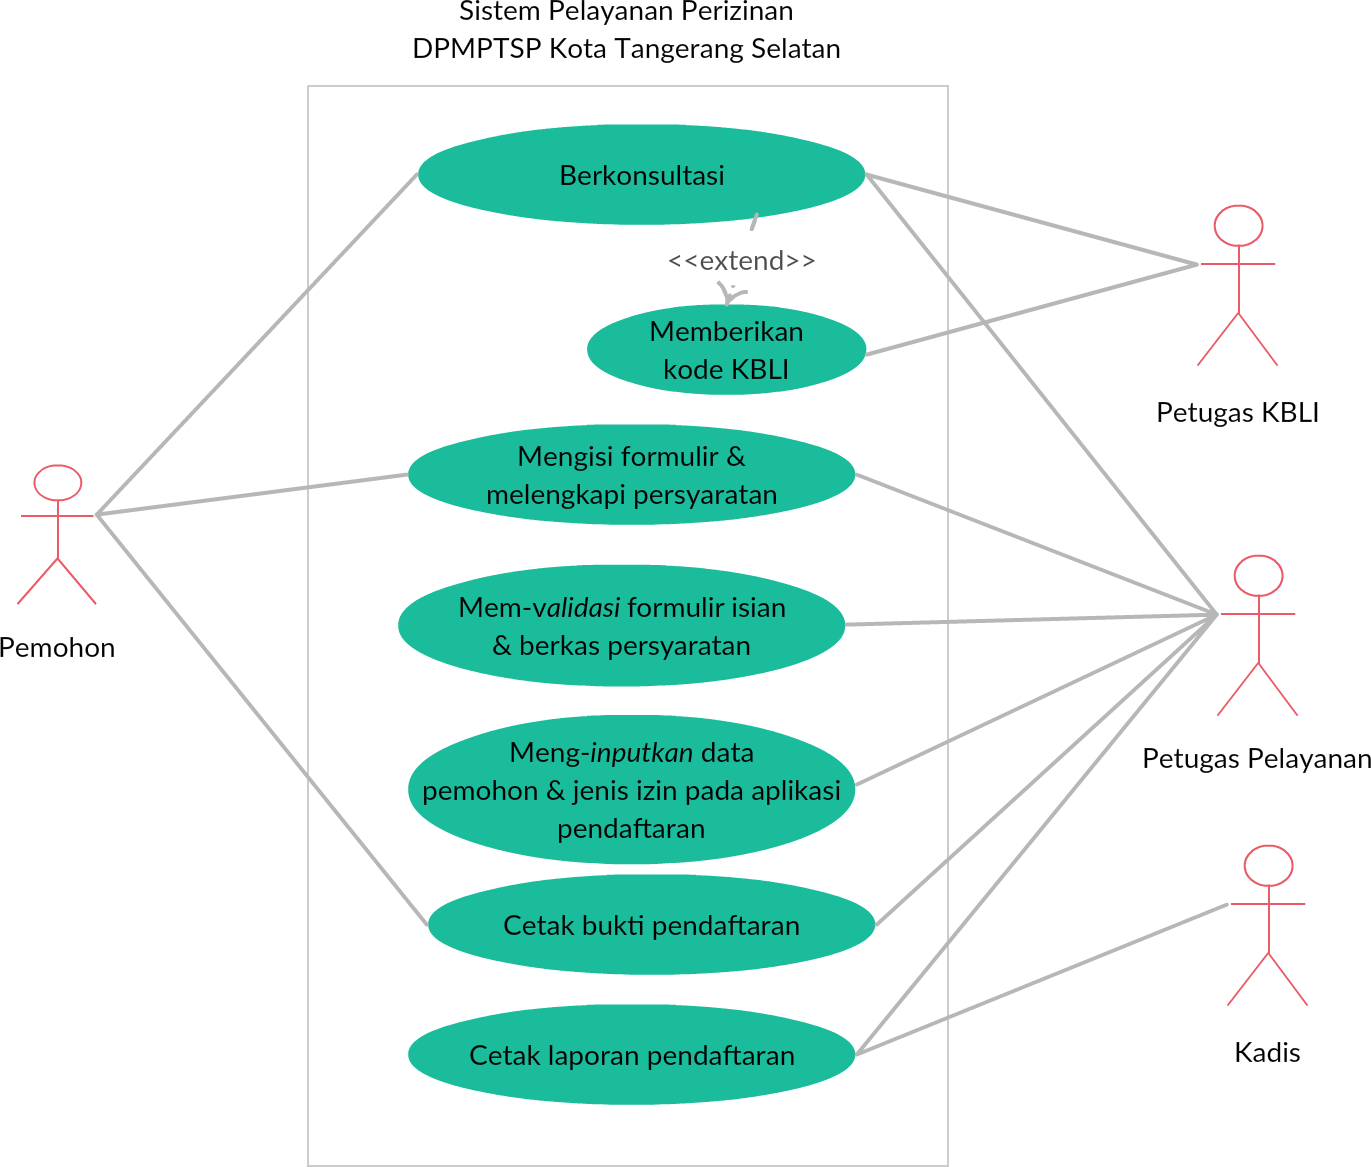 Sistem Pelayanan Perizinan
DPMPTSP Kota Tangerang Selatan
Berkonsultasi
<<extend>>
Memberikan
kode KBLI
Petugas KBLI
Mengisi formulir &
melengkapi persyaratan
Mem-validasi formulir isian
& berkas persyaratan
Pemohon
Meng-inputkan data
pemohon & jenis izin pada aplikasi
pendaftaran
Petugas Pelayanan
Cetak bukti pendaftaran
Cetak laporan pendaftaran
Kadis